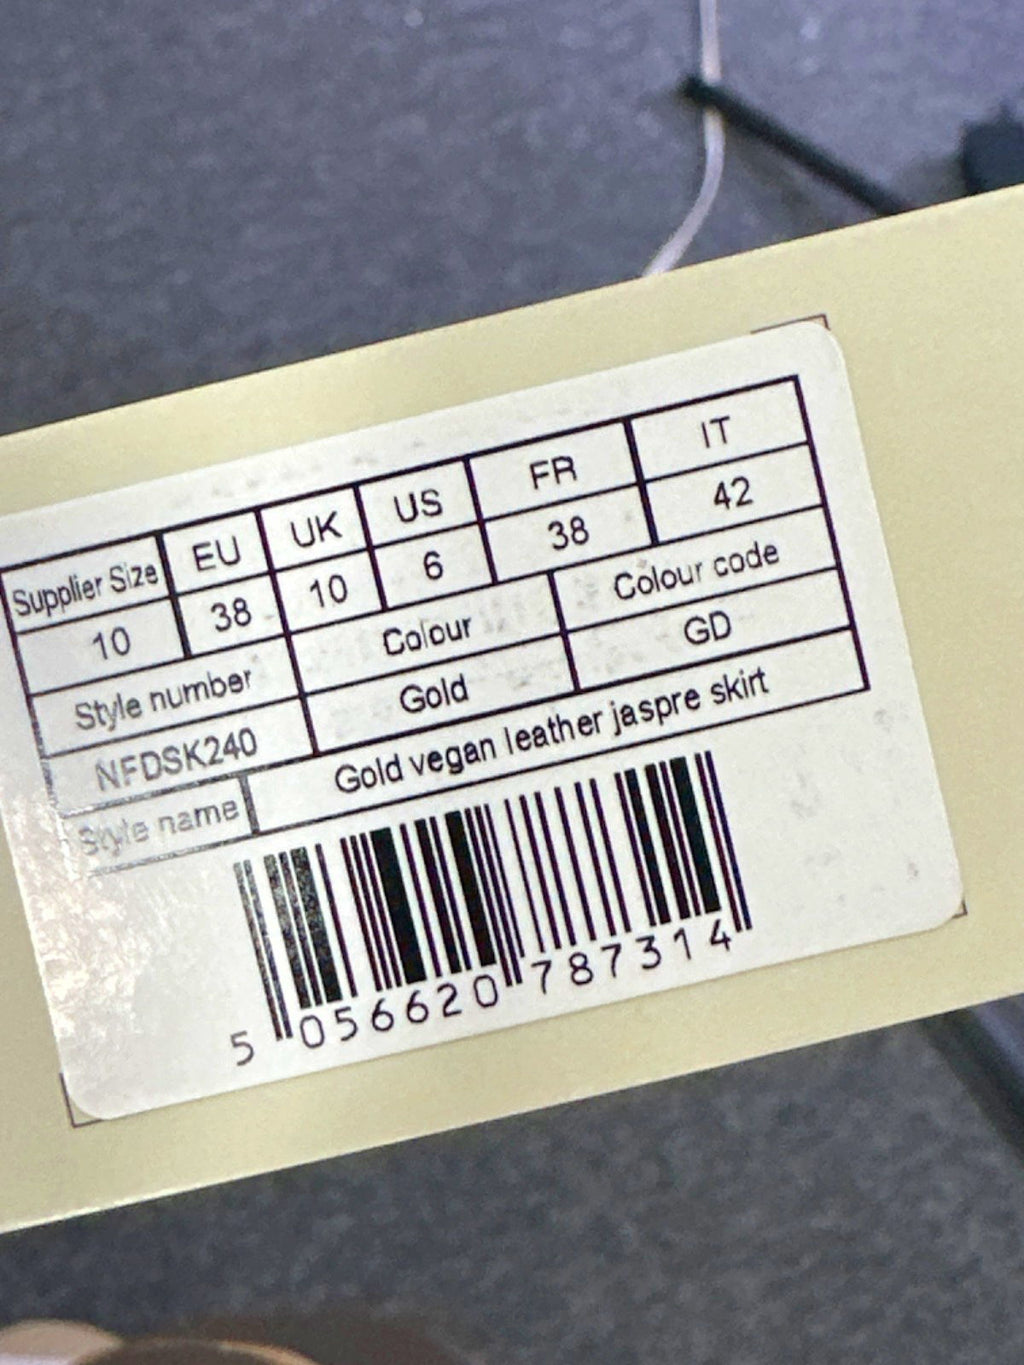 Supplier Size EU UK US FR IT
10 38 10 6 38 42
Style number Colour Colour code
NFDSK240 Gold GD
Style name Gold vegan leather jaspre skirt
5 056620 787314